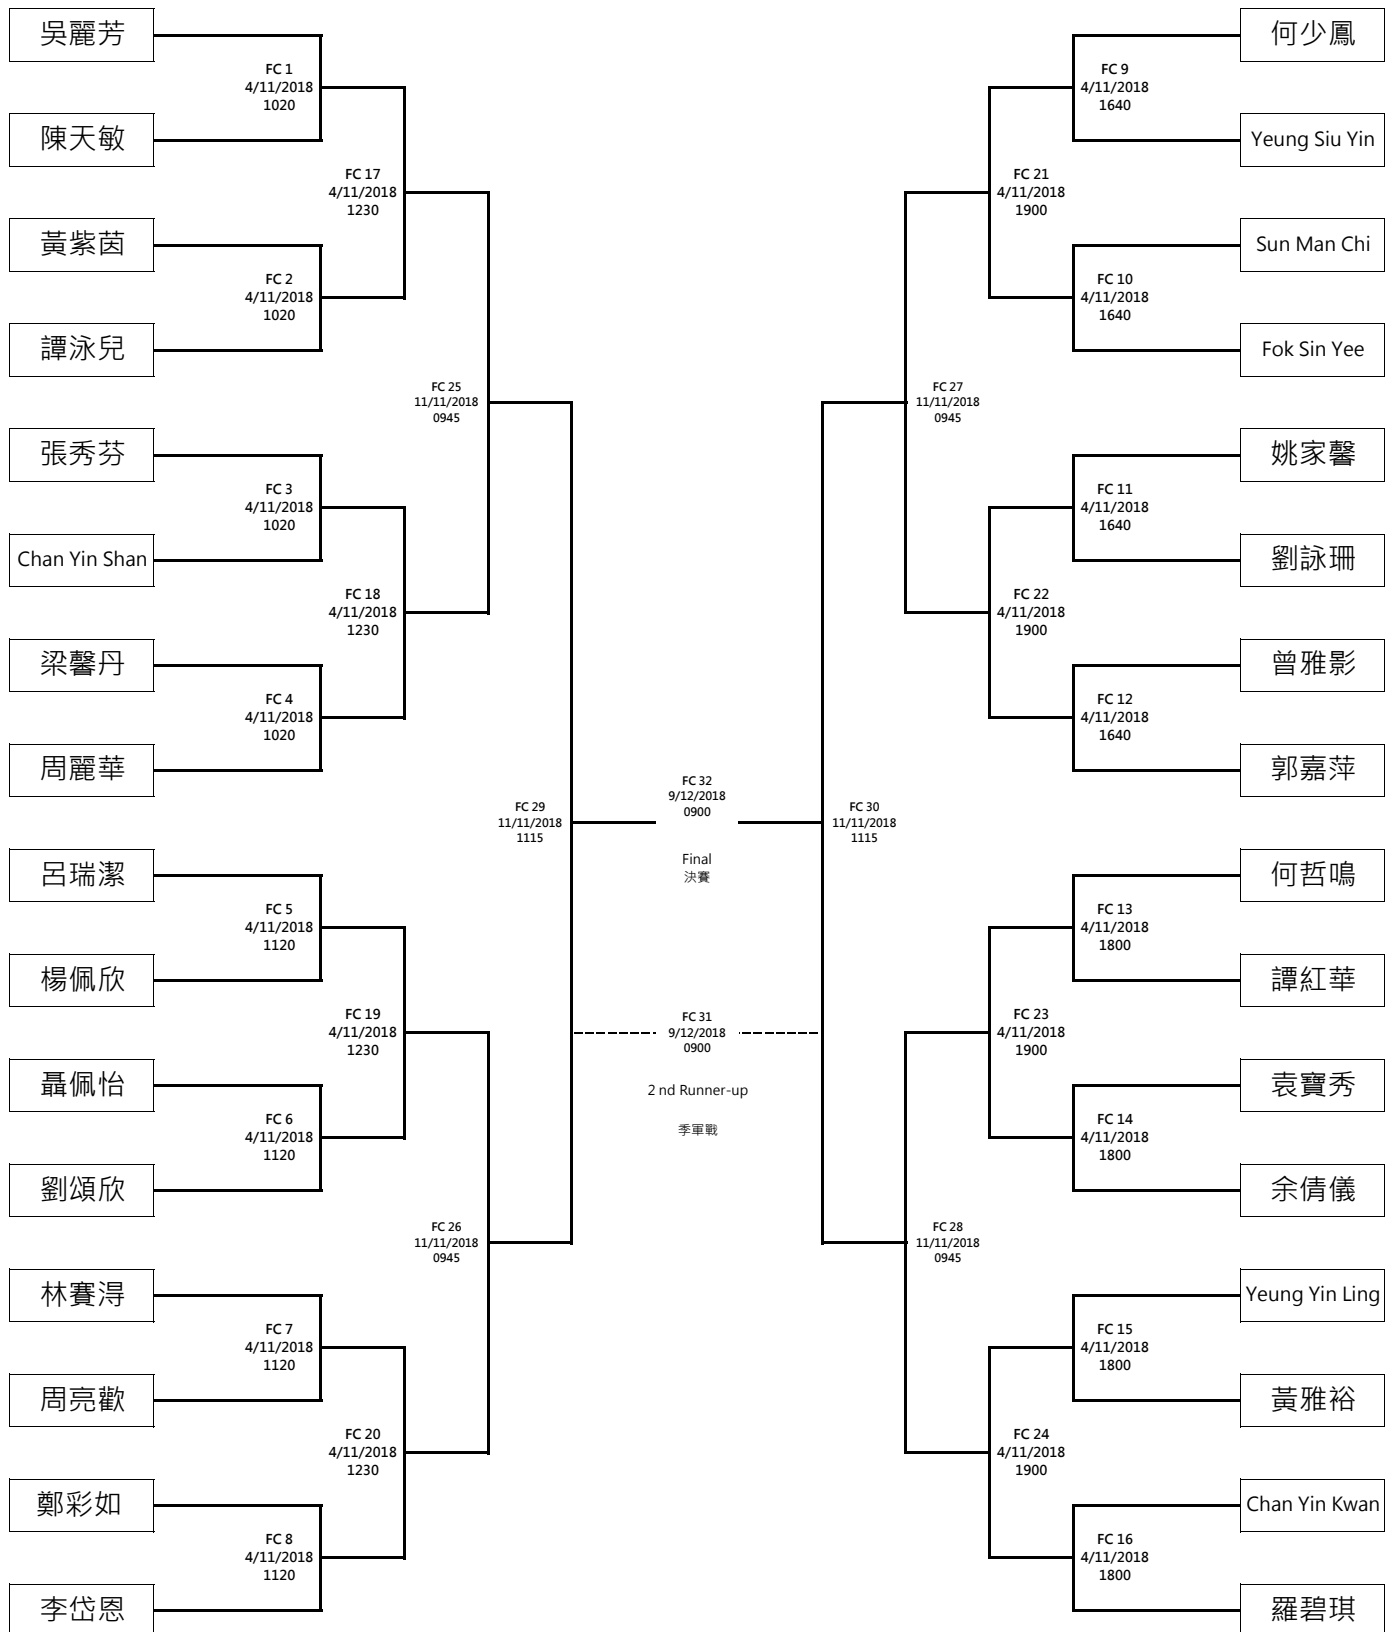 吳麗芳
FC 1
4/11/2018
1020
陳天敏
FC 17
4/11/2018
1230
黃紫茵
FC 2
4/11/2018
1020
譚泳兒
FC 25
11/11/2018
0945
張秀芬
FC 3
4/11/2018
1020
Chan Yin Shan
FC 18
4/11/2018
1230
梁馨丹
FC 4
4/11/2018
1020
周麗華
FC 29
11/11/2018
1115
呂瑞潔
FC 5
4/11/2018
1120
楊佩欣
FC 19
4/11/2018
1230
聶佩怡
FC 6
4/11/2018
1120
劉頌欣
FC 26
11/11/2018
0945
林賽淂
FC 7
4/11/2018
1120
周亮歡
FC 20
4/11/2018
1230
鄭彩如
FC 8
4/11/2018
1120
李岱恩
FC 32
9/12/2018
0900
Final
決賽
FC 31
9/12/2018
0900
2 nd Runner-up
季軍戰
何少鳳
FC 9
4/11/2018
1640
Yeung Siu Yin
FC 21
4/11/2018
1900
Sun Man Chi
FC 10
4/11/2018
1640
Fok Sin Yee
FC 27
11/11/2018
0945
姚家馨
FC 11
4/11/2018
1640
劉詠珊
FC 22
4/11/2018
1900
曾雅影
FC 12
4/11/2018
1640
郭嘉萍
FC 30
11/11/2018
1115
何哲鳴
FC 13
4/11/2018
1800
譚紅華
FC 23
4/11/2018
1900
袁寶秀
FC 14
4/11/2018
1800
余倩儀
FC 28
11/11/2018
0945
Yeung Yin Ling
FC 15
4/11/2018
1800
黃雅裕
FC 24
4/11/2018
1900
Chan Yin Kwan
FC 16
4/11/2018
1800
羅碧琪